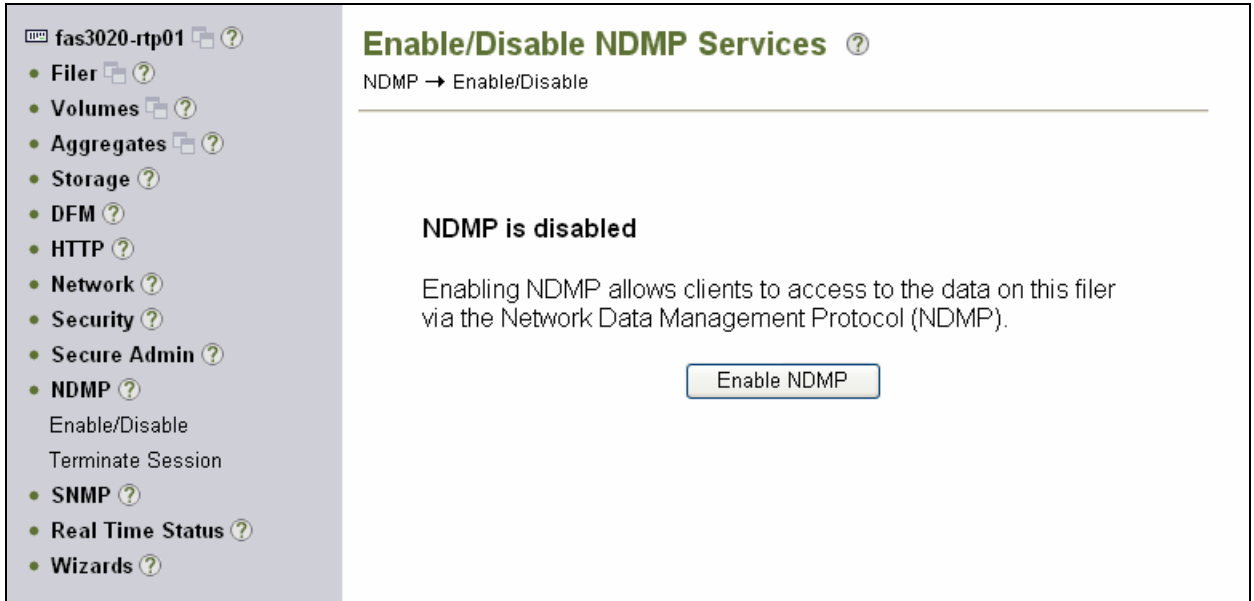 fas3020-rtp01
Filer
Volumes
Aggregates
Storage
DFM
HTTP
Network
Security
Secure Admin
NDMP
Enable/Disable
Terminate Session
SNMP
Real Time Status
Wizards
Enable/Disable NDMP Services
NDMP → Enable/Disable
NDMP is disabled
Enabling NDMP allows clients to access to the data on this filer
via the Network Data Management Protocol (NDMP).
Enable NDMP